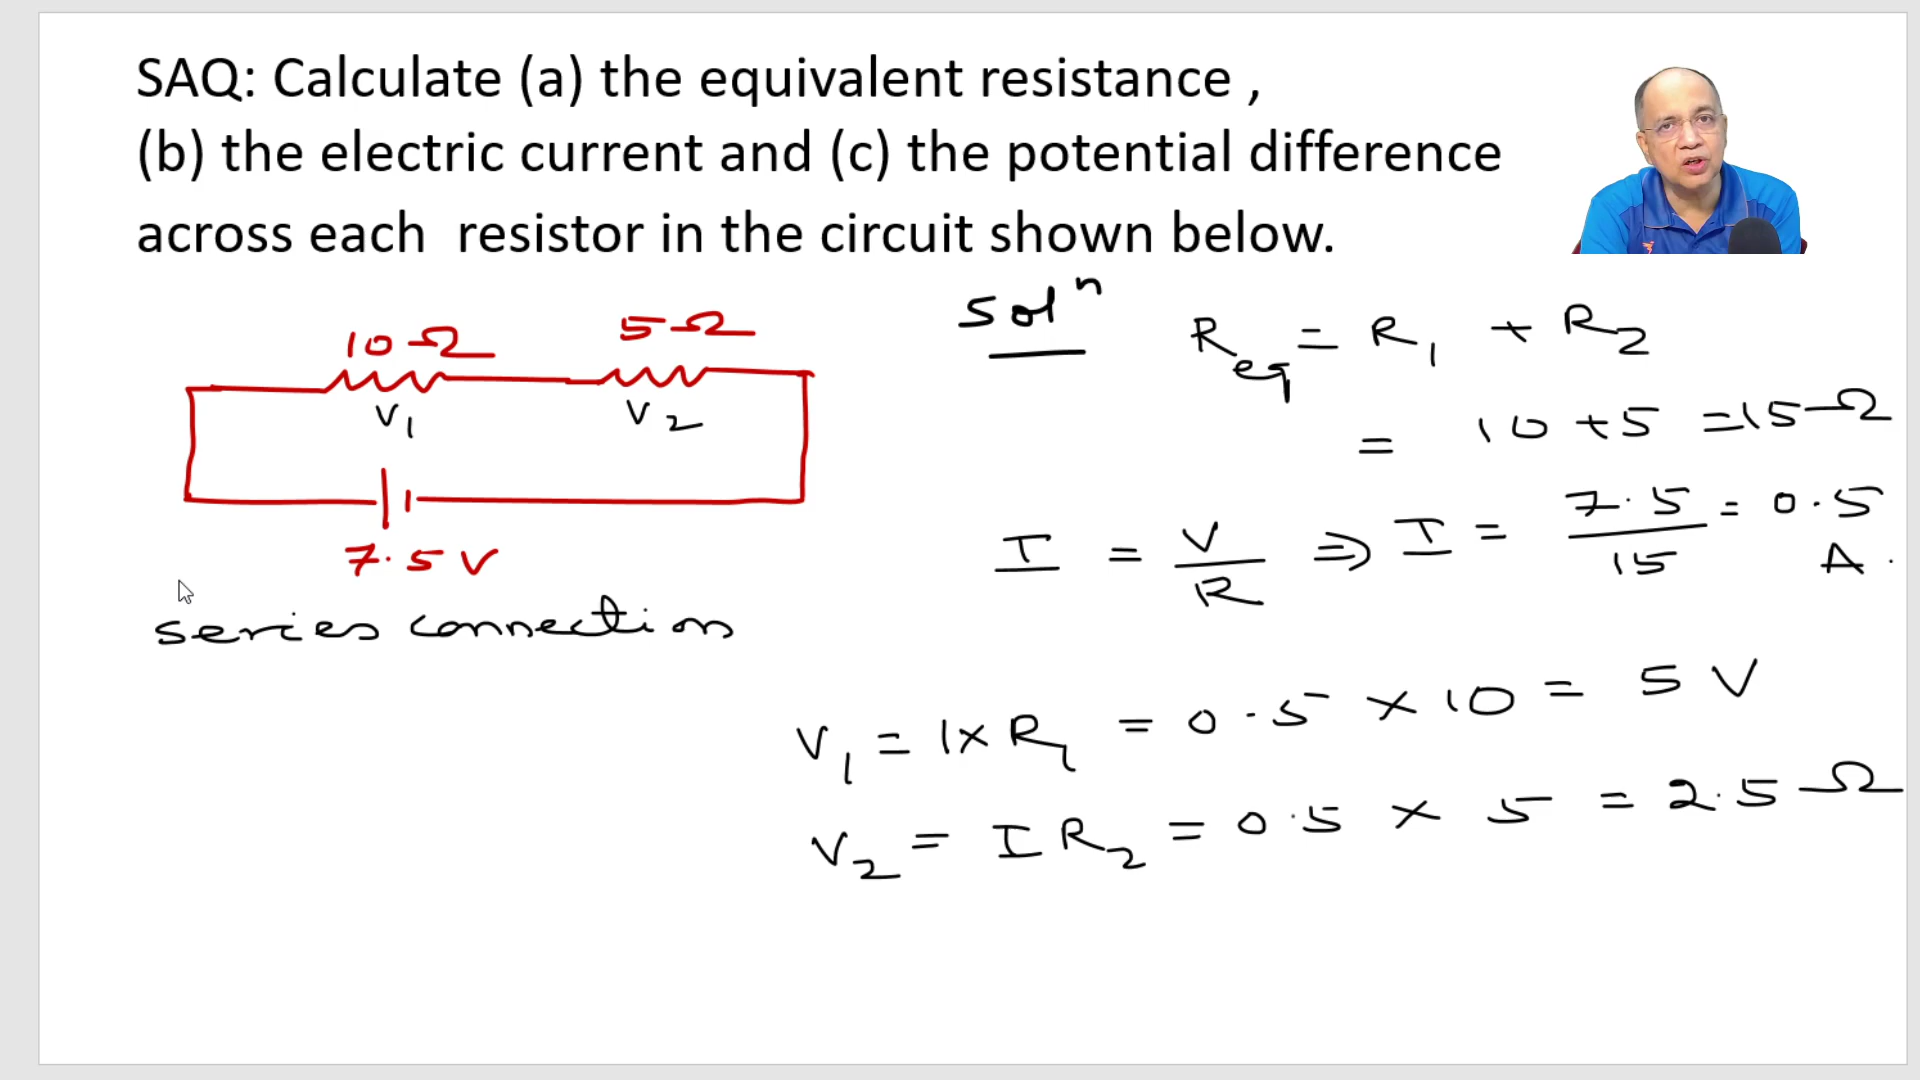 SAQ: Calculate (a) the equivalent resistance ,
(b) the electric current and (c) the potential difference
across each resistor in the circuit shown below.
10 Ω
5 Ω
V₁
V₂
7.5 V
series connection
Solⁿ
R_eq = R₁ + R₂
= 10 + 5 = 15 Ω
I = V/R ⇒ I = 7.5/15 = 0.5 A.
V₁ = I × R₁ = 0.5 × 10 = 5 V
V₂ = I R₂ = 0.5 × 5 = 2.5 Ω